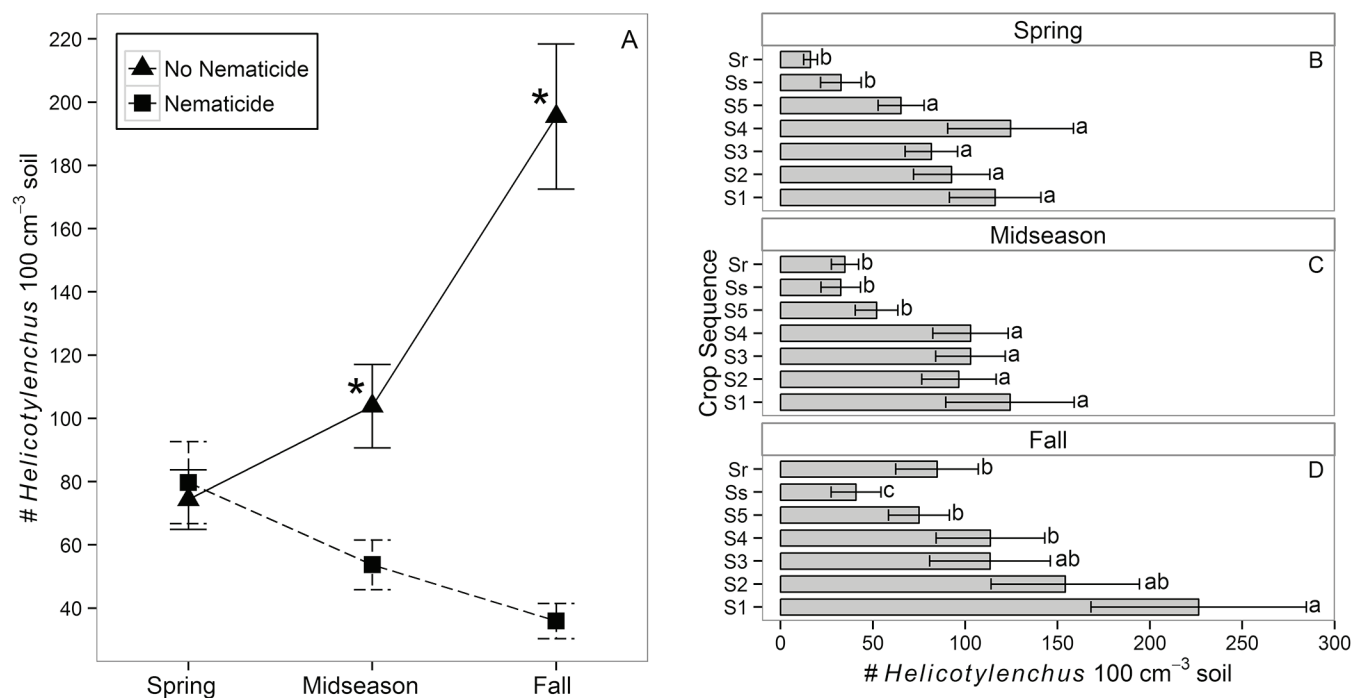 A
No Nematicide
Nematicide
220
200
180
160
140
120
100
80
60
40
# Helicotylenchus 100 cm⁻³ soil
*
*
Spring Midseason Fall
Spring
B
Sr b
Ss b
S5 a
S4 a
S3 a
S2 a
S1 a
Midseason
C
Sr b
Ss b
S5 b
S4 a
S3 a
S2 a
S1 a
Crop Sequence
Fall
D
Sr b
Ss c
S5 b
S4 b
S3 ab
S2 ab
S1 a
0 50 100 150 200 250 300
# Helicotylenchus 100 cm⁻³ soil